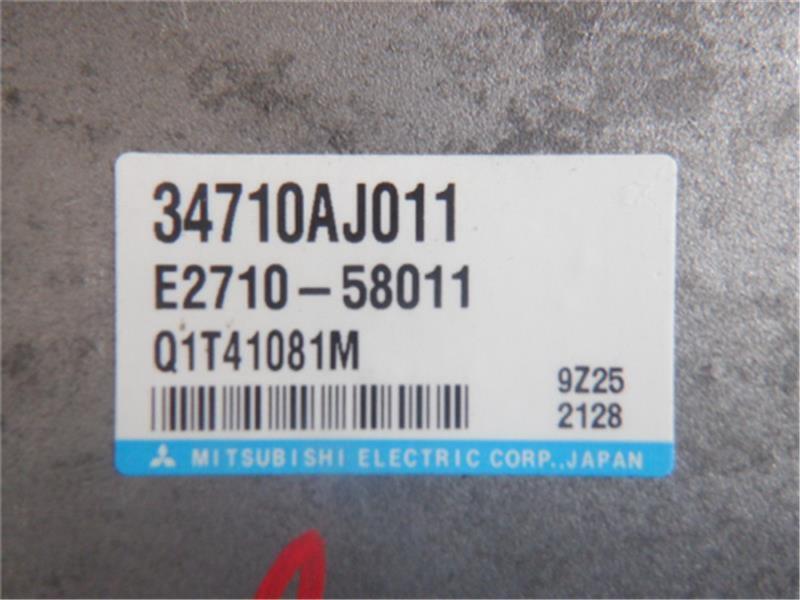 34710AJ011
E2710-58011
Q1T41081M
9Z25
2128
MITSUBISHI ELECTRIC CORP.,JAPAN